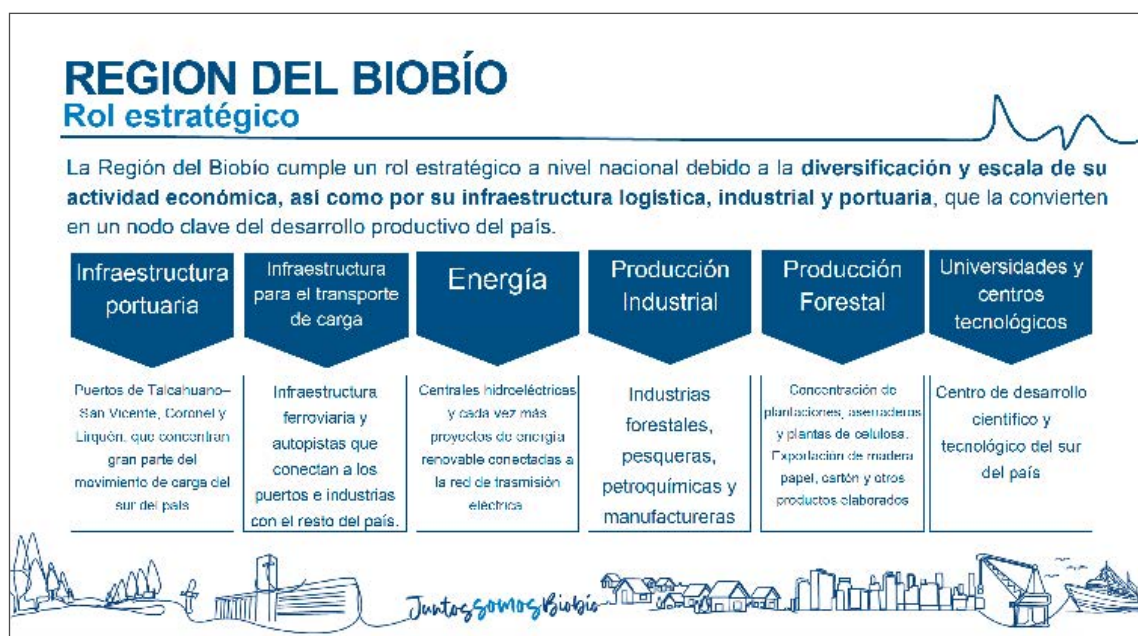 REGION DEL BIOBÍO
Rol estratégico
La Región del Biobío cumple un rol estratégico a nivel nacional debido a la diversificación y escala de su
actividad económica, así como por su infraestructura logística, industrial y portuaria, que la convierten
en un nodo clave del desarrollo productivo del país.
Infraestructura
portuaria
Puertos de Talcahuano–
San Vicente, Coronel y
Lirquén, que concentran
gran parte del
movimiento de carga del
sur del país
Infraestructura
para el transporte
de carga
Infraestructura
ferroviaria y
autopistas que
conectan a los
puertos e industrias
con el resto del país.
Energía
Centrales hidroeléctricas
y cada vez más
proyectos de energía
renovable conectadas a
la red de trasmisión
eléctrica
Producción
Industrial
Industrias
forestales,
pesqueras,
petroquímicas y
manufactureras
Producción
Forestal
Concentración de
plantaciones, aserraderos
y plantas de celulosa.
Exportación de madera
papel, cartón y otros
productos elaborados
Universidades y
centros
tecnológicos
Centro de desarrollo
científico y
tecnológico del sur
del país
Juntos somos Biobío